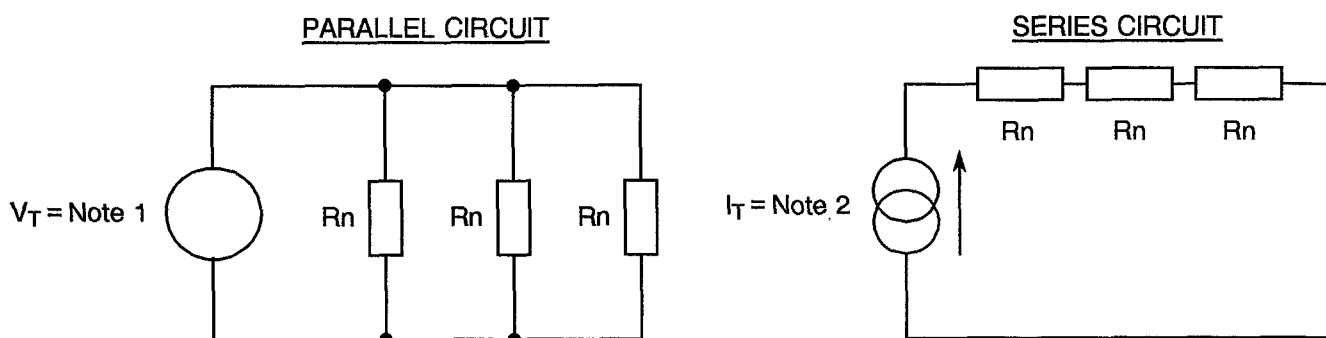 PARALLEL CIRCUIT
V_T = Note 1
Rn
Rn
Rn
SERIES CIRCUIT
Rn
Rn
Rn
I_T = Note 2